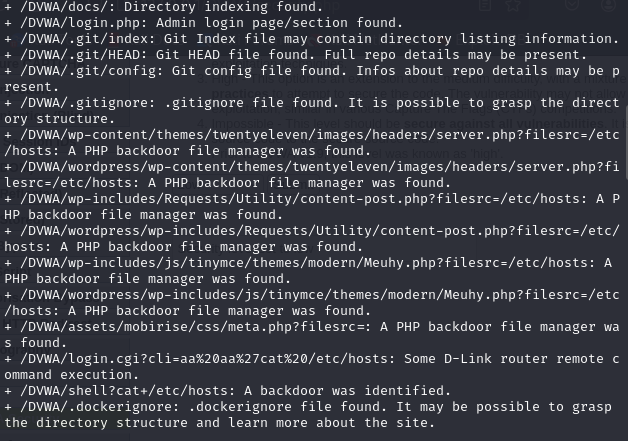 + /DVWA/docs/: Directory indexing found.
+ /DVWA/login.php: Admin login page/section found.
+ /DVWA/.git/index: Git Index file may contain directory listing information.
+ /DVWA/.git/HEAD: Git HEAD file found. Full repo details may be present.
+ /DVWA/.git/config: Git config file found. Infos about repo details may be p
resent.
+ /DVWA/.gitignore: .gitignore file found. It is possible to grasp the direct
ory structure.
+ /DVWA/wp-content/themes/twentyeleven/images/headers/server.php?filesrc=/etc
/hosts: A PHP backdoor file manager was found.
+ /DVWA/wordpress/wp-content/themes/twentyeleven/images/headers/server.php?fi
lesrc=/etc/hosts: A PHP backdoor file manager was found.
+ /DVWA/wp-includes/Requests/Utility/content-post.php?filesrc=/etc/hosts: A P
HP backdoor file manager was found.
+ /DVWA/wordpress/wp-includes/Requests/Utility/content-post.php?filesrc=/etc/
hosts: A PHP backdoor file manager was found.
+ /DVWA/wp-includes/js/tinymce/themes/modern/Meuhy.php?filesrc=/etc/hosts: A
PHP backdoor file manager was found.
+ /DVWA/wordpress/wp-includes/js/tinymce/themes/modern/Meuhy.php?filesrc=/etc
/hosts: A PHP backdoor file manager was found.
+ /DVWA/assets/mobirise/css/meta.php?filesrc=: A PHP backdoor file manager wa
s found.
+ /DVWA/login.cgi?cli=aa%20aa%27cat%20/etc/hosts: Some D-Link router remote c
ommand execution.
+ /DVWA/shell?cat+/etc/hosts: A backdoor was identified.
+ /DVWA/.dockerignore: .dockerignore file found. It may be possible to grasp
the directory structure and learn more about the site.